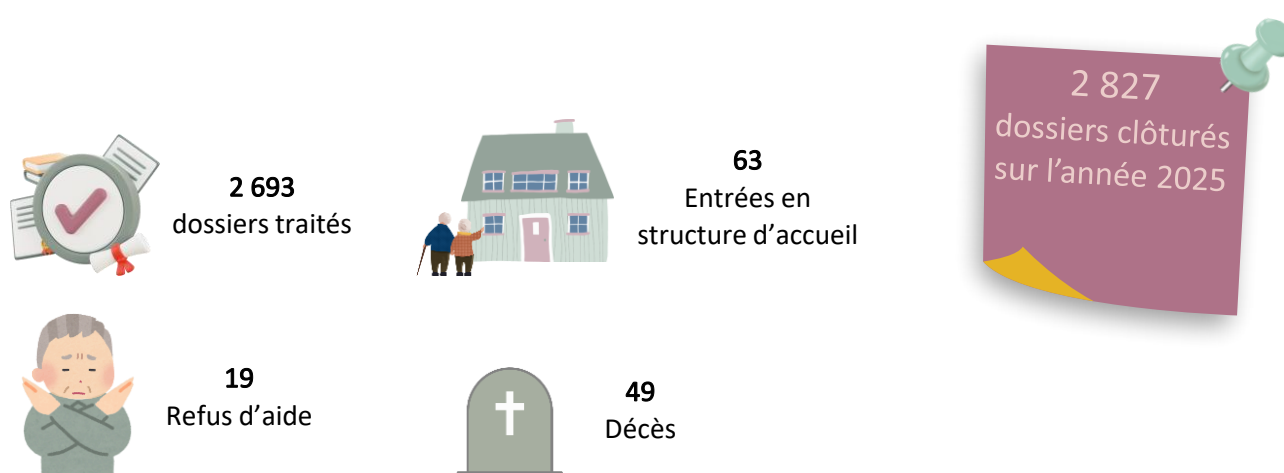 2 693
dossiers traités
63
Entrées en
structure d’accueil
2 827
dossiers clôturés
sur l’année 2025
19
Refus d’aide
49
Décès